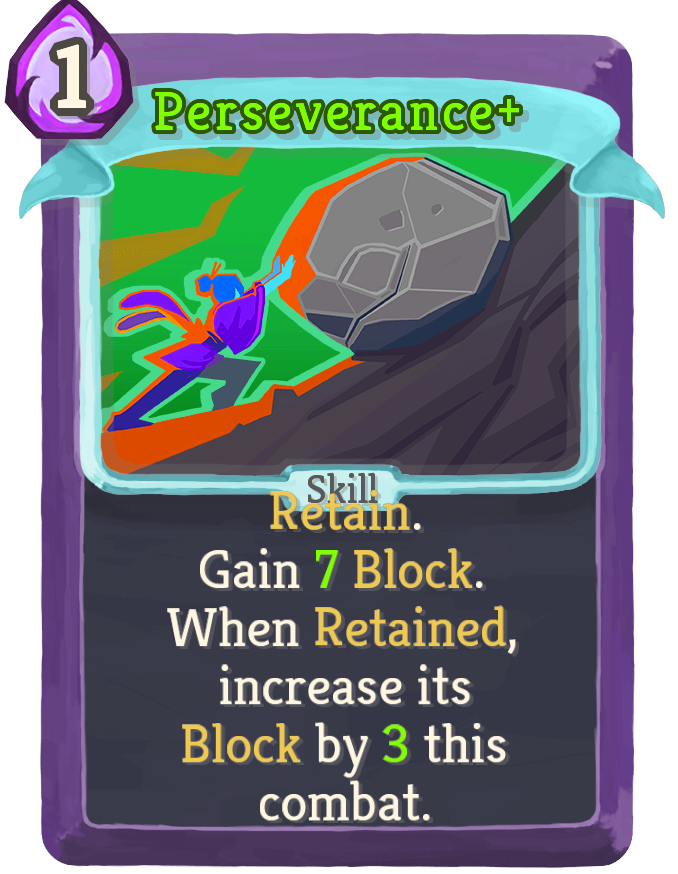 1
Perseverance+
Skill
Retain.
Gain 7 Block.
When Retained,
increase its
Block by 3 this
combat.